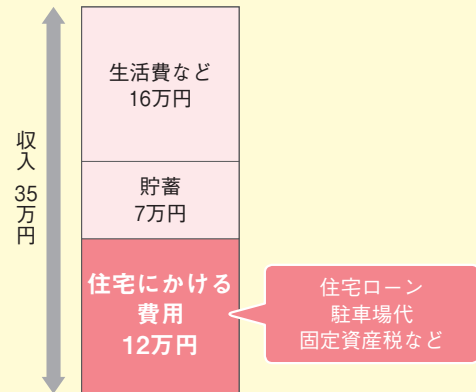 収入 35万円
生活費など
16万円
貯蓄
7万円
住宅にかける
費用
12万円
住宅ローン
駐車場代
固定資産税など